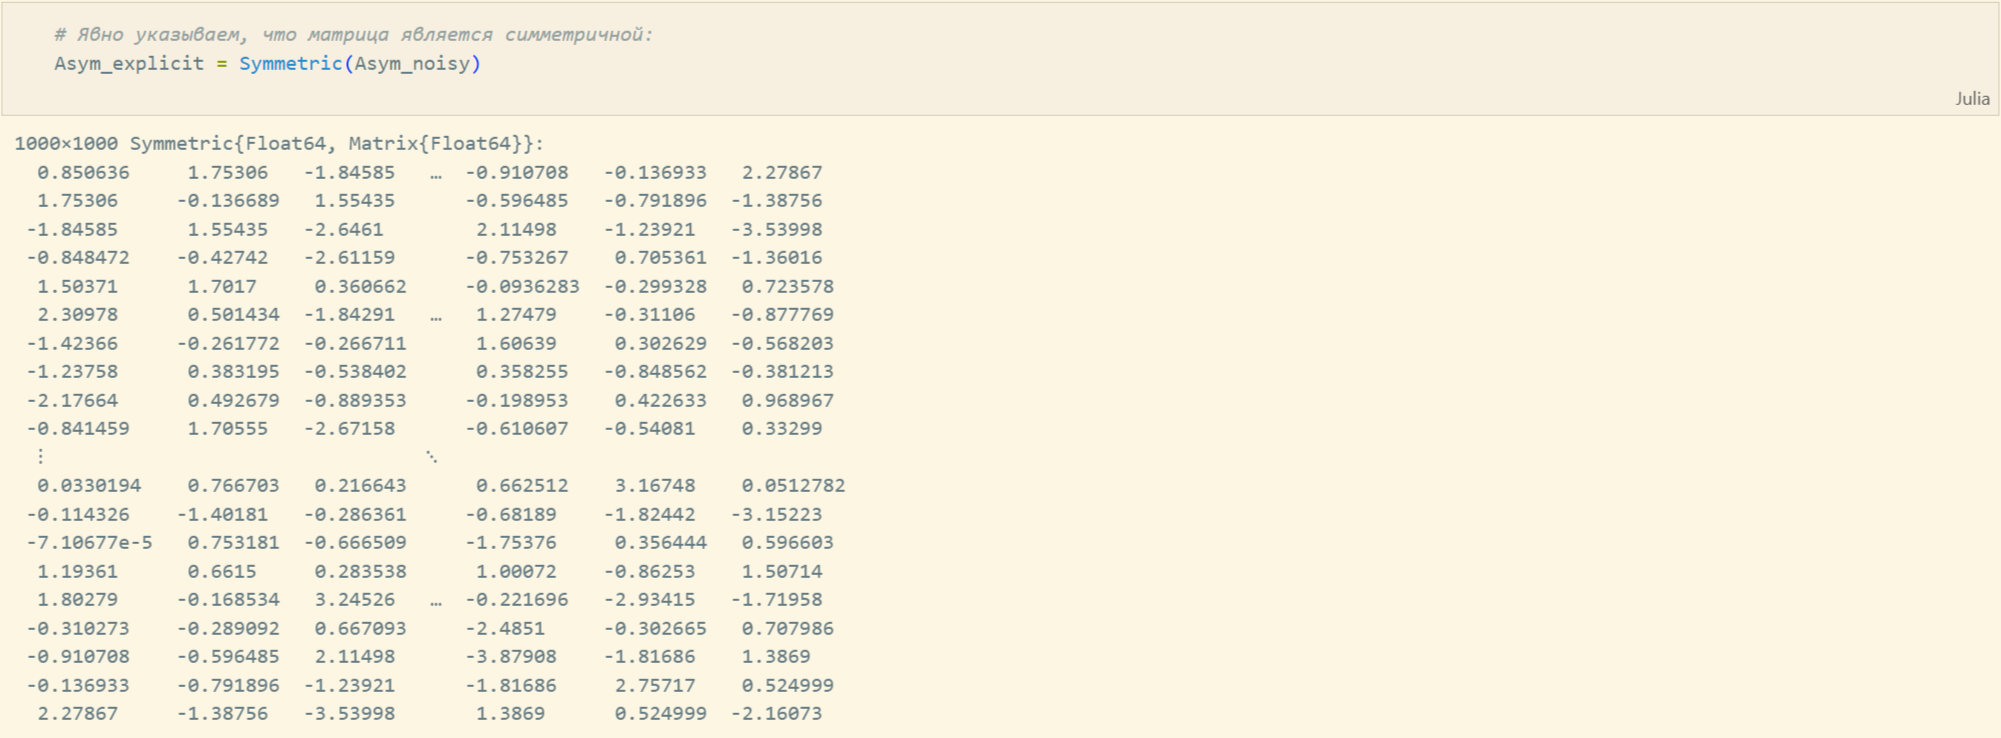 # Явно указываем, что матрица является симметричной:
Asym_explicit = Symmetric(Asym_noisy)
Julia
1000×1000 Symmetric{Float64, Matrix{Float64}}:
0.850636 1.75306 -1.84585 … -0.910708 -0.136933 2.27867
1.75306 -0.136689 1.55435 -0.596485 -0.791896 -1.38756
-1.84585 1.55435 -2.6461 2.11498 -1.23921 -3.53998
-0.848472 -0.42742 -2.61159 -0.753267 0.705361 -1.36016
1.50371 1.7017 0.360662 -0.0936283 -0.299328 0.723578
2.30978 0.501434 -1.84291 … 1.27479 -0.31106 -0.877769
-1.42366 -0.261772 -0.266711 1.60639 0.302629 -0.568203
-1.23758 0.383195 -0.538402 0.358255 -0.848562 -0.381213
-2.17664 0.492679 -0.889353 -0.198953 0.422633 0.968967
-0.841459 1.70555 -2.67158 -0.610607 -0.54081 0.33299
⋮ ⋱
0.0330194 0.766703 0.216643 0.662512 3.16748 0.0512782
-0.114326 -1.40181 -0.286361 -0.68189 -1.82442 -3.15223
-7.10677e-5 0.753181 -0.666509 -1.75376 0.356444 0.596603
1.19361 0.6615 0.283538 1.00072 -0.86253 1.50714
1.80279 -0.168534 3.24526 … -0.221696 -2.93415 -1.71958
-0.310273 -0.289092 0.667093 -2.4851 -0.302665 0.707986
-0.910708 -0.596485 2.11498 -3.87908 -1.81686 1.3869
-0.136933 -0.791896 -1.23921 -1.81686 2.75717 0.524999
2.27867 -1.38756 -3.53998 1.3869 0.524999 -2.16073